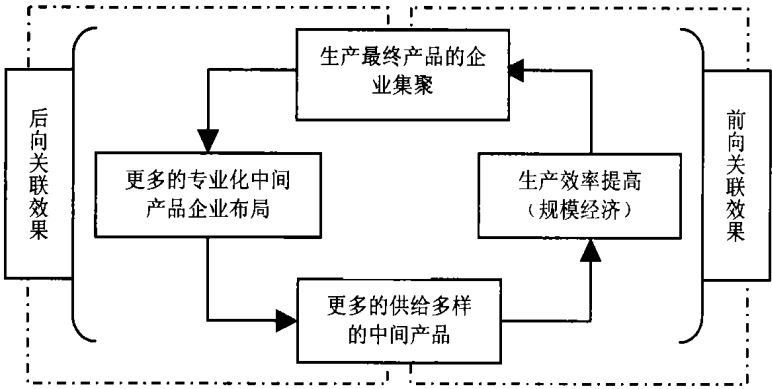 生产最终产品的企
业集聚
后向关联效果
更多的专业化中间
产品企业布局
生产效率提高
（规模经济）
前向关联效果
更多的供给多样
的中间产品